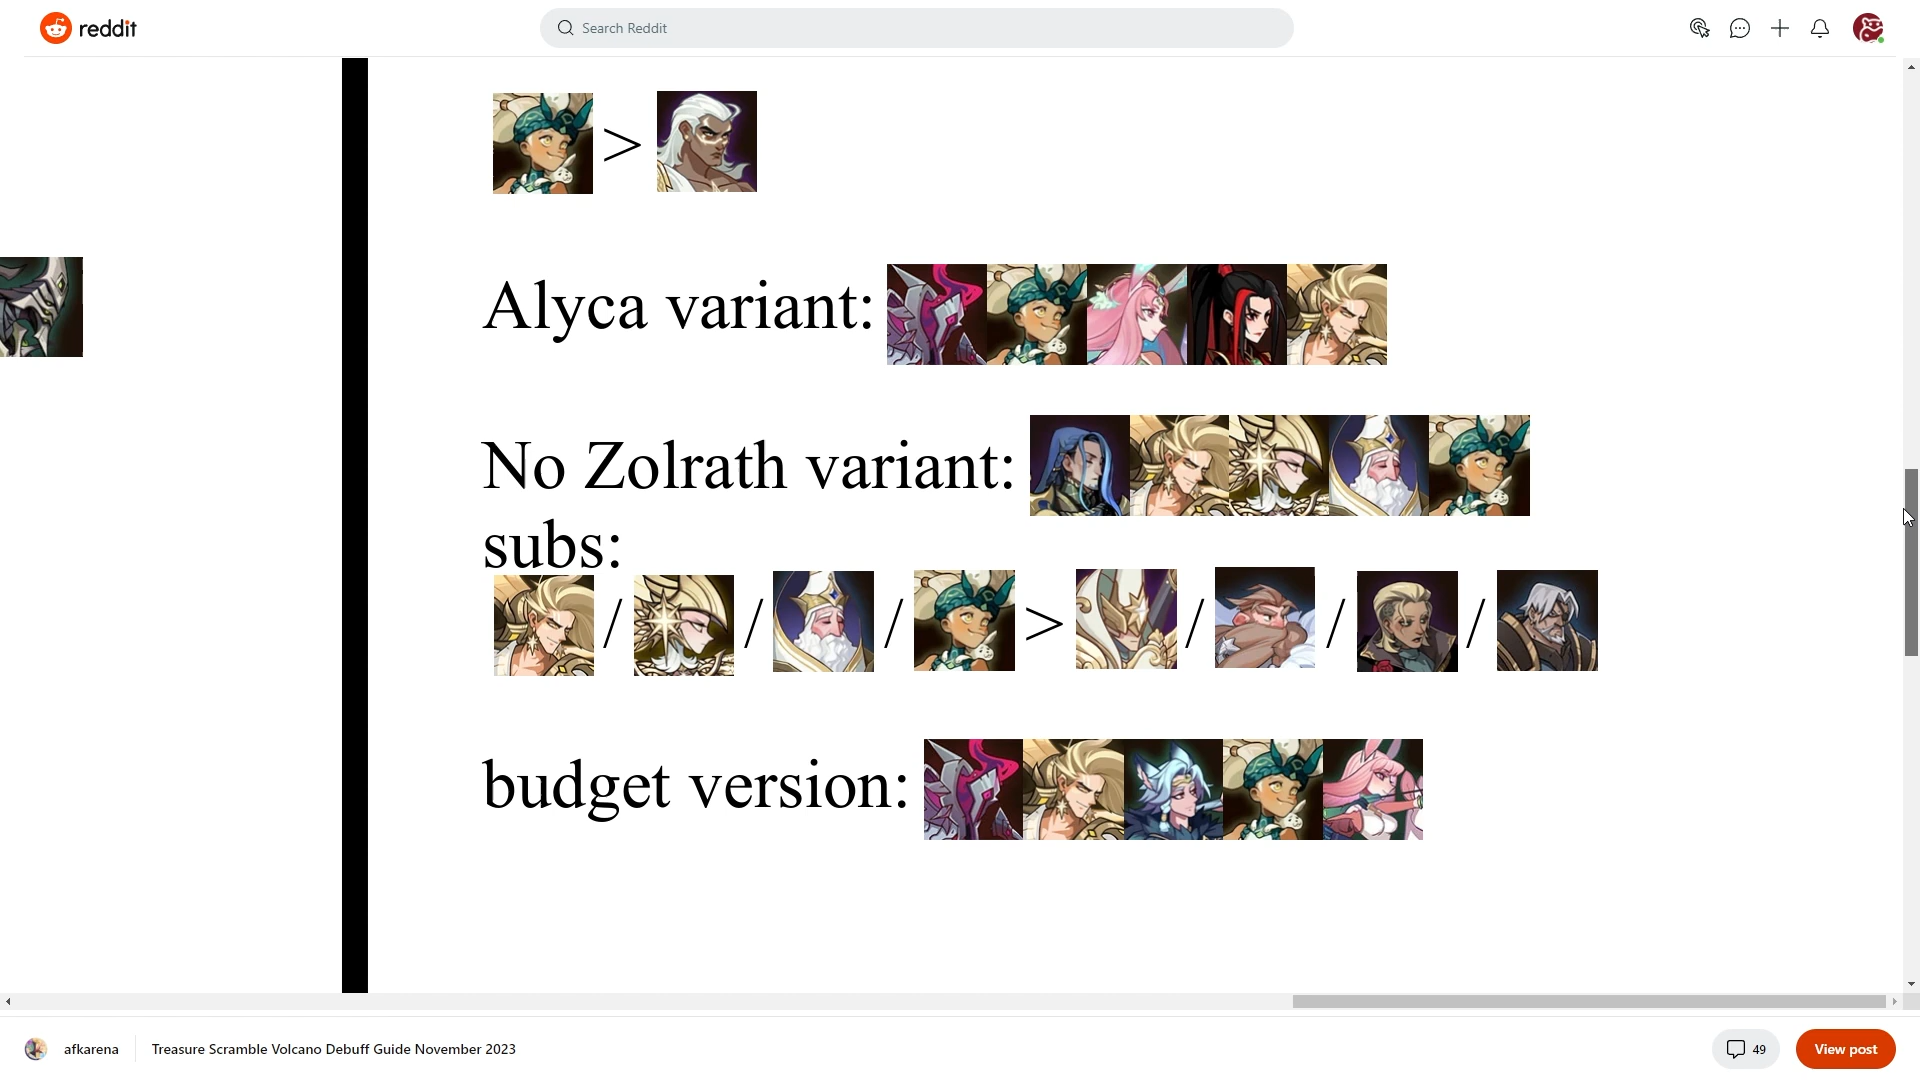 reddit
Search Reddit
>
Alyca variant:
No Zolrath variant:
subs:
/ / / > / / /
budget version:
afkarena
Treasure Scramble Volcano Debuff Guide November 2023
49
View post